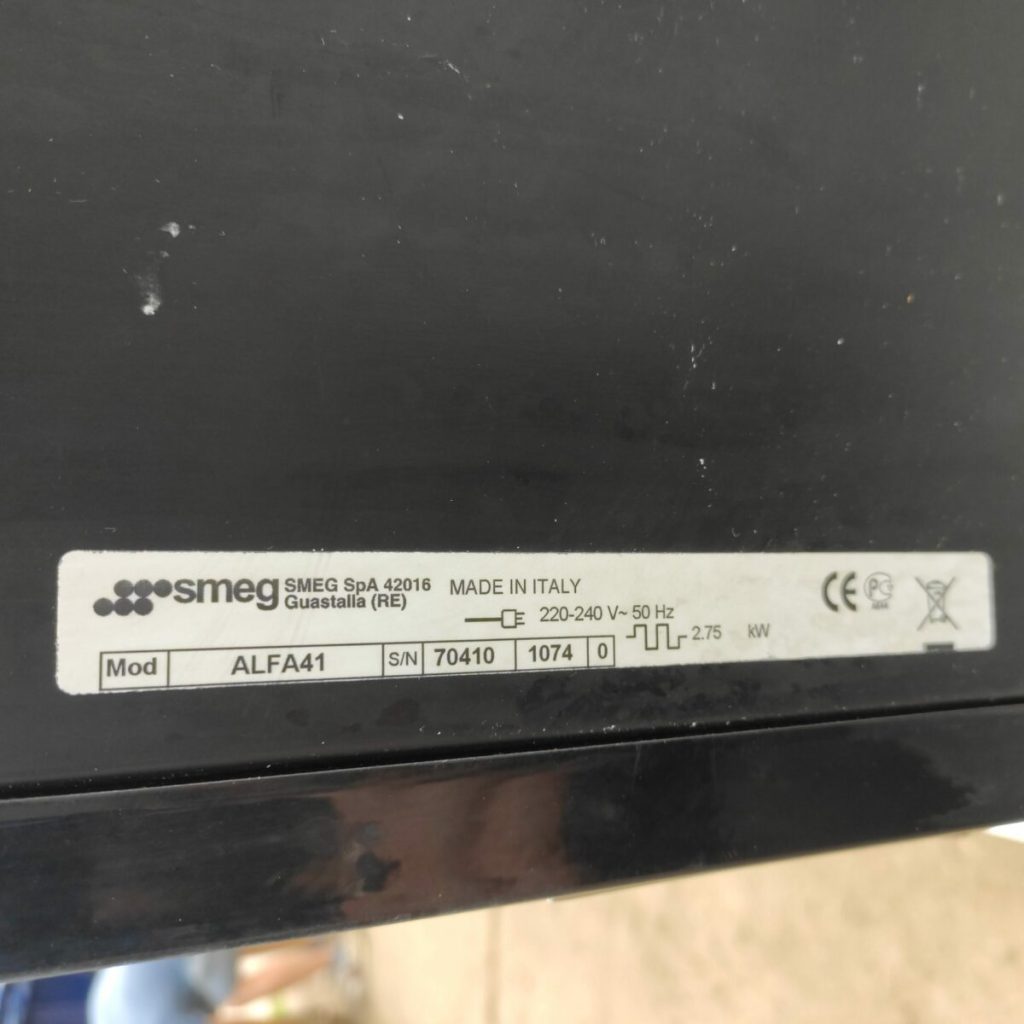 smeg SMEG SpA 42016 MADE IN ITALY
Guastalla (RE)
220-240 V~ 50 Hz
2.75 kW
Mod ALFA41 S/N 70410 1074 0
CE